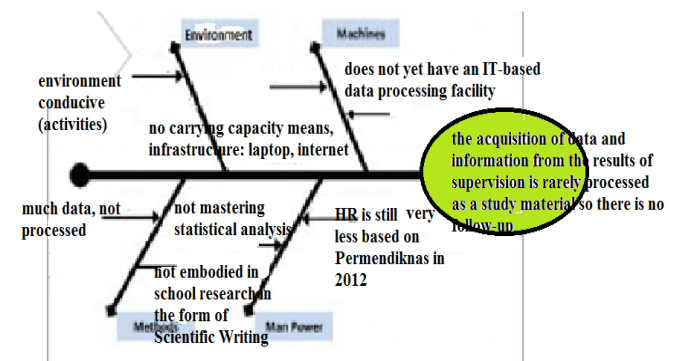 Environment
Machines
environment
conducive
(activities)
does not yet have an IT-based
data processing facility
no carrying capacity means,
infrastructure: laptop, internet
the acquisition of data and
information from the results of
supervision is rarely processed
as a study material so there is no
follow-up
much data, not
processed
not mastering
statistical analysis
HR is still very
less based on
Permendiknas in
2012
not embodied in
school research in
the form of
Scientific Writing
Methods
Man Power